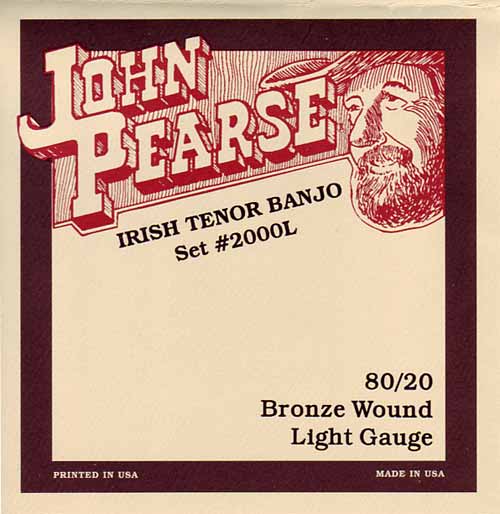 JOHN
PEARSE
IRISH TENOR BANJO
Set #2000L
80/20
Bronze Wound
Light Gauge
PRINTED IN USA
MADE IN USA